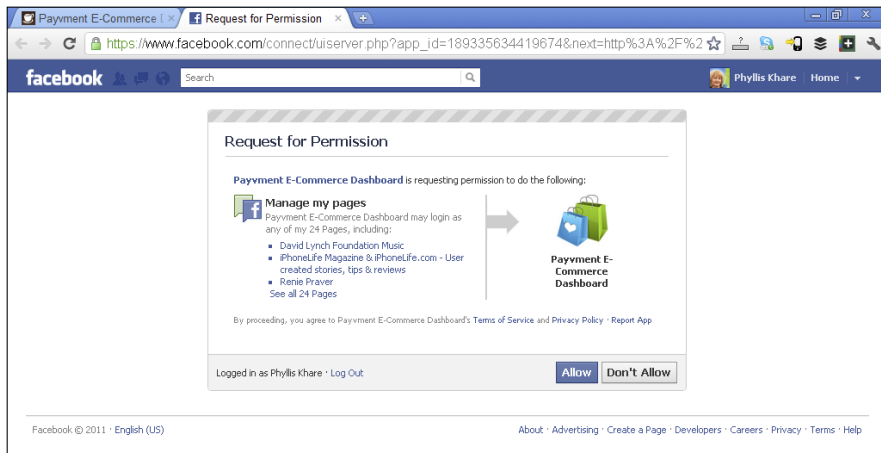 Payvment E-Commerce D
Request for Permission
https://www.facebook.com/connect/uiserver.php?app_id=189335634419674&next=http%3A%2F%2
facebook
Search
Phyllis Khare
Home
Request for Permission
Payvment E-Commerce Dashboard is requesting permission to do the following:
Manage my pages
Payvment E-Commerce Dashboard may login as
any of my 24 Pages, including:
David Lynch Foundation Music
iPhoneLife Magazine & iPhoneLife.com - User
created stories, tips & reviews
Renie Praver
See all 24 Pages
Payvment E-
Commerce
Dashboard
By proceeding, you agree to Payvment E-Commerce Dashboard's Terms of Service and Privacy Policy · Report App
Logged in as Phyllis Khare · Log Out
Allow
Don't Allow
Facebook © 2011 · English (US)
About · Advertising · Create a Page · Developers · Careers · Privacy · Terms · Help